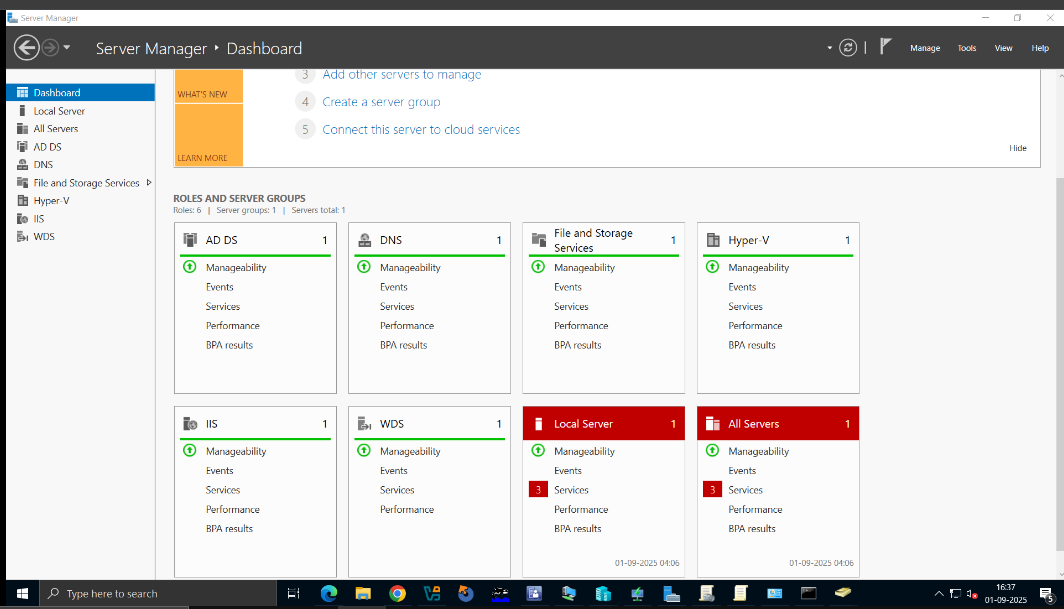 Server Manager
Server Manager ‣ Dashboard
Manage Tools View Help
Dashboard
Local Server
All Servers
AD DS
DNS
File and Storage Services
Hyper-V
IIS
WDS
WHAT'S NEW
LEARN MORE
3 Add other servers to manage
4 Create a server group
5 Connect this server to cloud services
Hide
ROLES AND SERVER GROUPS
Roles: 6 | Server groups: 1 | Servers total: 1
AD DS 1
Manageability
Events
Services
Performance
BPA results
DNS 1
Manageability
Events
Services
Performance
BPA results
File and Storage
Services 1
Manageability
Events
Services
Performance
BPA results
Hyper-V 1
Manageability
Events
Services
Performance
BPA results
IIS 1
Manageability
Events
Services
Performance
BPA results
WDS 1
Manageability
Events
Services
Performance
Local Server 1
Manageability
Events
3 Services
Performance
BPA results
01-09-2025 04:06
All Servers 1
Manageability
Events
3 Services
Performance
BPA results
01-09-2025 04:06
Type here to search
16:37
01-09-2025
5